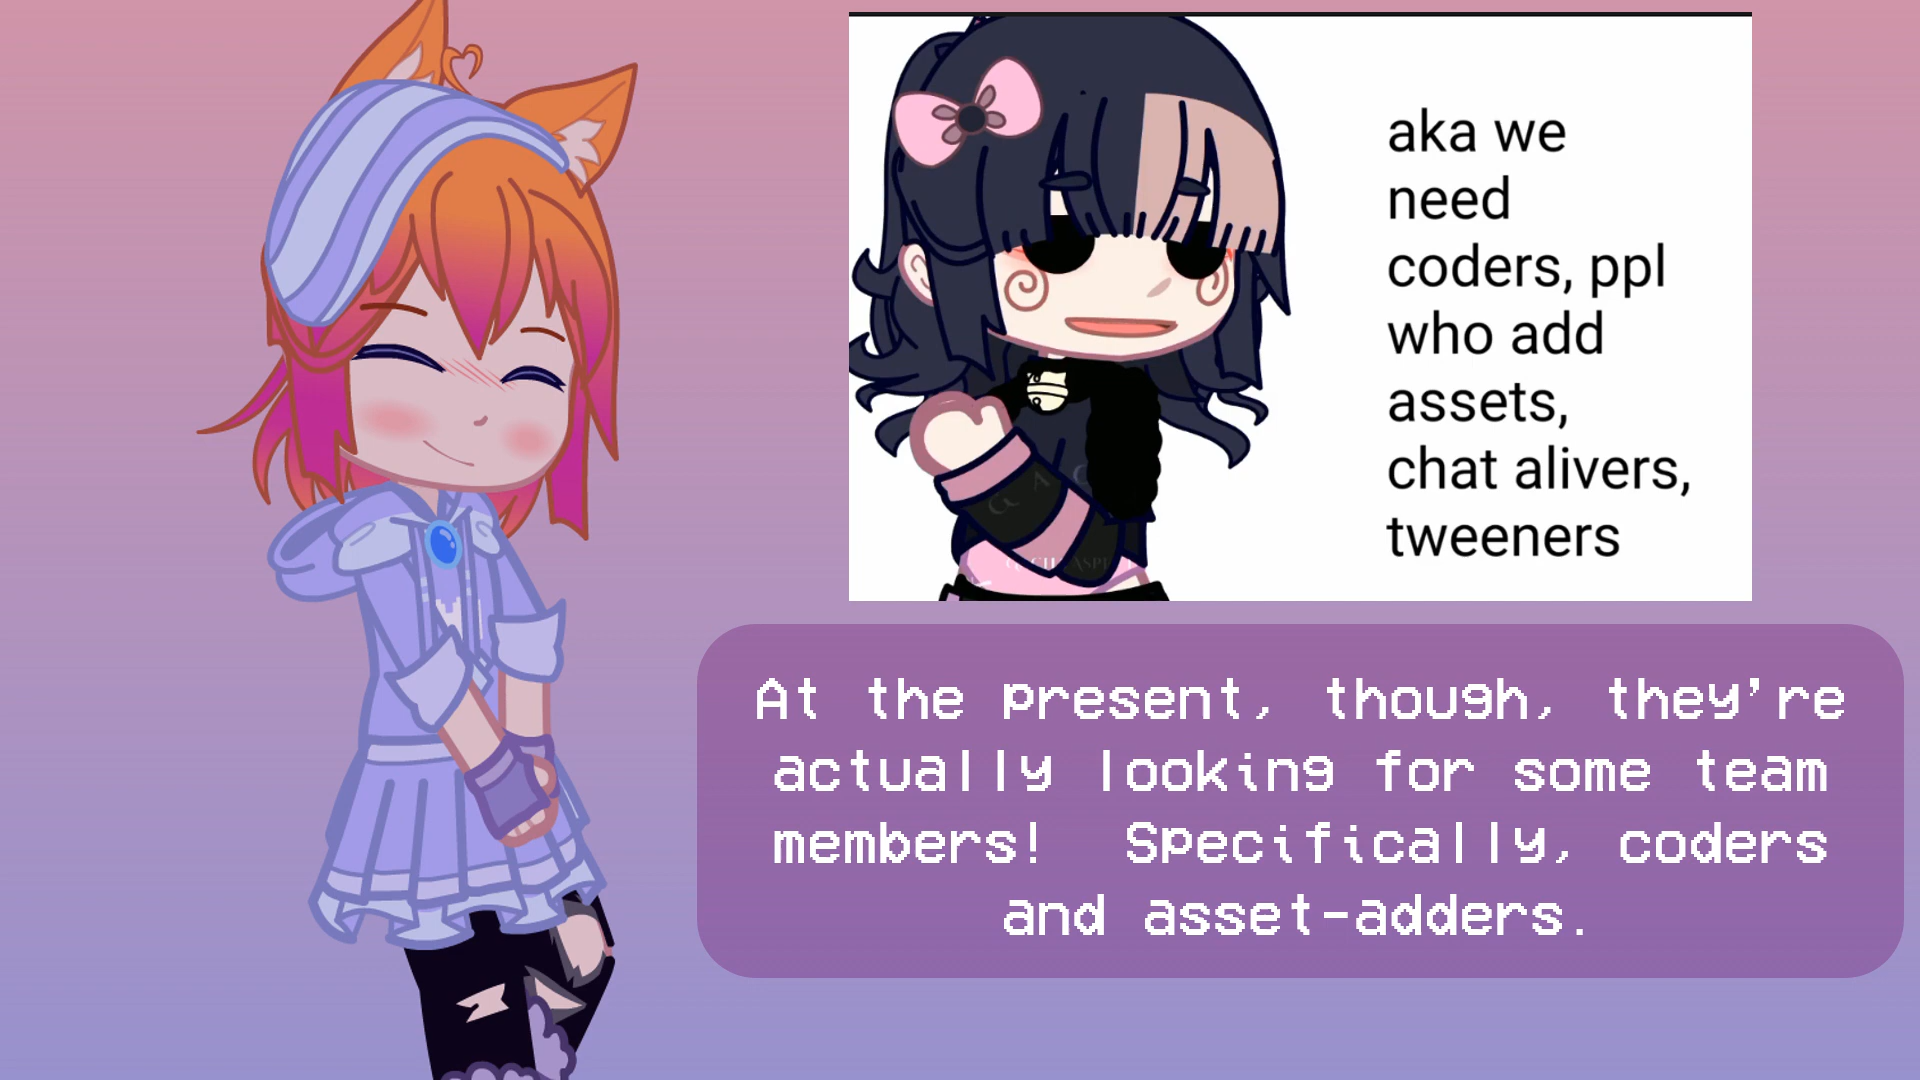 aka we
need
coders, ppl
who add
assets,
chat alivers,
tweeners
At the present, though, they're
actually looking for some team
members! Specifically, coders
and asset-adders.